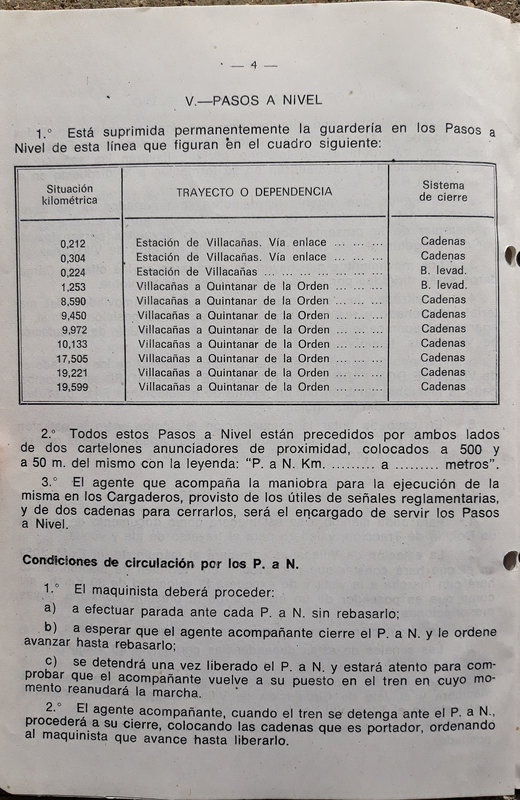 — 4 —
V.—PASOS A NIVEL
1.° Está suprimida permanentemente la guardería en los Pasos a
Nivel de esta línea que figuran en el cuadro siguiente:
Situación kilométrica TRAYECTO O DEPENDENCIA Sistema de cierre
0,212 Estación de Villacañas. Vía enlace ... ... ... Cadenas
0,304 Estación de Villacañas. Vía enlace ... ... ... Cadenas
0,224 Estación de Villacañas ... ... ... ... ... ... ... B. levad.
1,253 Villacañas a Quintanar de la Orden ... ... ... B. levad.
8,590 Villacañas a Quintanar de la Orden ... ... ... Cadenas
9,450 Villacañas a Quintanar de la Orden ... ... ... Cadenas
9,972 Villacañas a Quintanar de la Orden ... ... ... Cadenas
10,133 Villacañas a Quintanar de la Orden ... ... ... Cadenas
17,505 Villacañas a Quintanar de la Orden ... ... ... Cadenas
19,221 Villacañas a Quintanar de la Orden ... ... ... Cadenas
19,599 Villacañas a Quintanar de la Orden ... ... ... Cadenas
2.° Todos estos Pasos a Nivel están precedidos por ambos lados
de dos cartelones anunciadores de proximidad, colocados a 500 y
a 50 m. del mismo con la leyenda: “P. a N. Km. ......... a ......... metros”.
3.° El agente que acompaña la maniobra para la ejecución de la
misma en los Cargaderos, provisto de los útiles de señales reglamentarias,
y de dos cadenas para cerrarlos, será el encargado de servir los Pasos
a Nivel.
Condiciones de circulación por los P. a N.
1.° El maquinista deberá proceder:
a) a efectuar parada ante cada P. a N. sin rebasarlo;
b) a esperar que el agente acompañante cierre el P. a N. y le ordene
avanzar hasta rebasarlo;
c) se detendrá una vez liberado el P. a N. y estará atento para com-
probar que el acompañante vuelve a su puesto en el tren en cuyo mo-
mento reanudará la marcha.
2.° El agente acompañante, cuando el tren se detenga ante el P. a N.,
procederá a su cierre, colocando las cadenas que es portador, ordenando
al maquinista que avance hasta liberarlo.